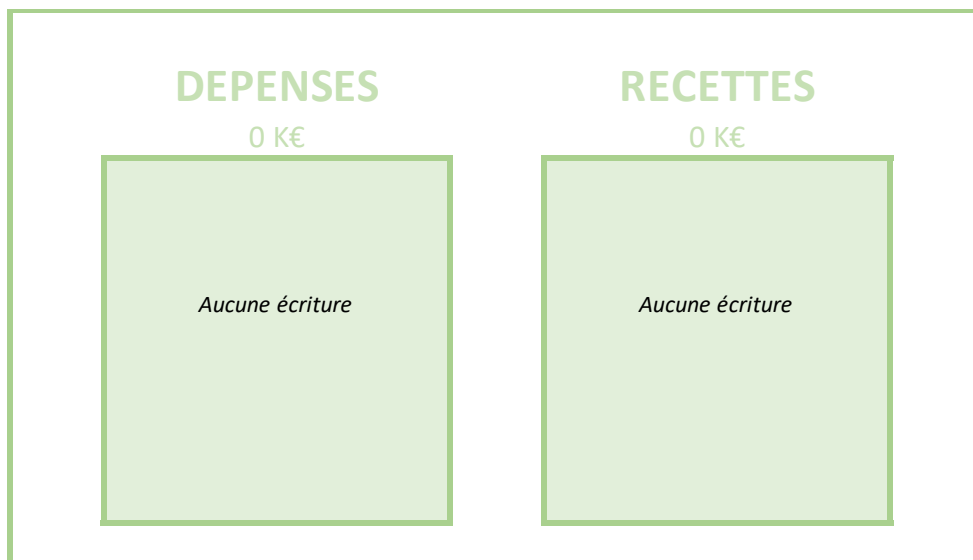 DEPENSES
0 K€
Aucune écriture
RECETTES
0 K€
Aucune écriture